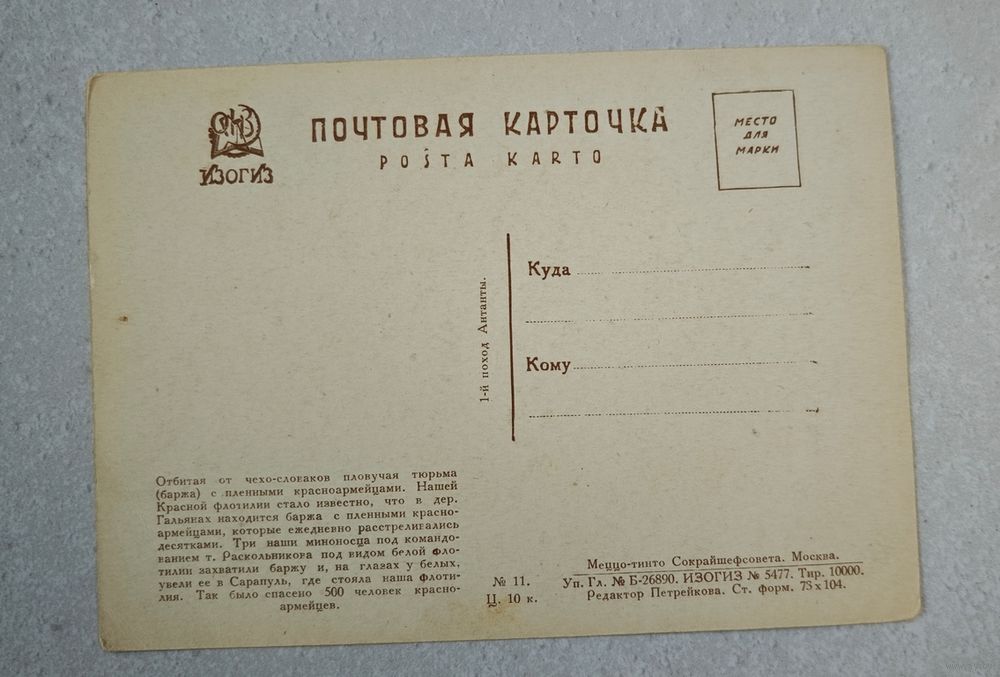 ИЗОГИЗ
ПОЧТОВАЯ КАРТОЧКА
POŜTA KARTO
МЕСТО
ДЛЯ
МАРКИ
Куда
Кому
1-й поход Антанты.
Отбитая от чехо-словаков пловучая тюрьма
(баржа) с пленными красноармейцами. Нашей
Красной флотилии стало известно, что в дер.
Гальянах находится баржа с пленными красно-
армейцами, которые ежедневно расстреливались
десятками. Три наши миноносца под командо-
ванием т. Раскольникова под видом белой фло-
тилии захватили баржу и, на глазах у белых,
увели ее в Сарапуль, где стояла наша флоти-
лия. Так было спасено 500 человек красно-
армейцев.
№ 11.
Ц. 10 к.
Меццо-тинто Сокрайшефсовета. Москва.
Уп. Гл. № Б-26890. ИЗОГИЗ № 5477. Тир. 10000.
Редактор Петрейкова. Ст. форм. 73 х 104.